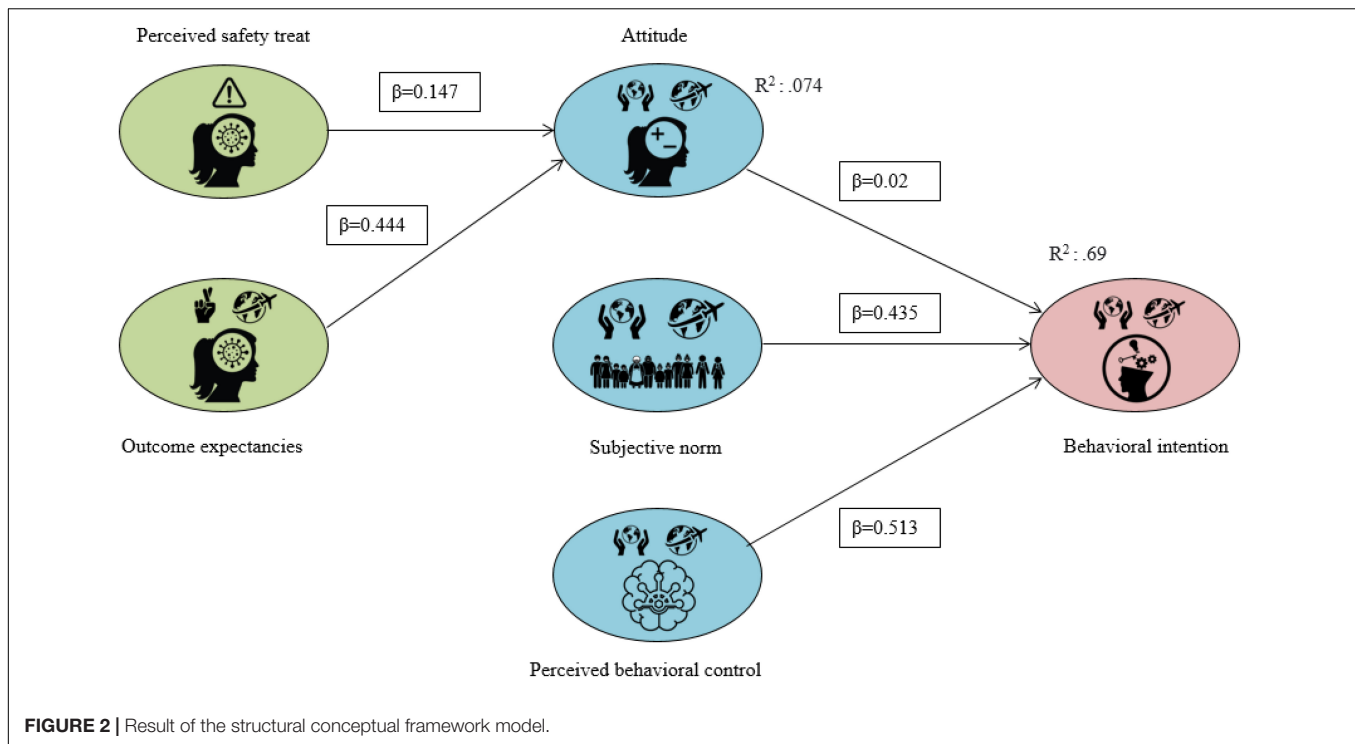 Perceived safety treat
Attitude
β=0.147
R² : .074
β=0.444
β=0.02
R² : .69
β=0.435
Outcome expectancies
Subjective norm
Behavioral intention
β=0.513
Perceived behavioral control
FIGURE 2 | Result of the structural conceptual framework model.